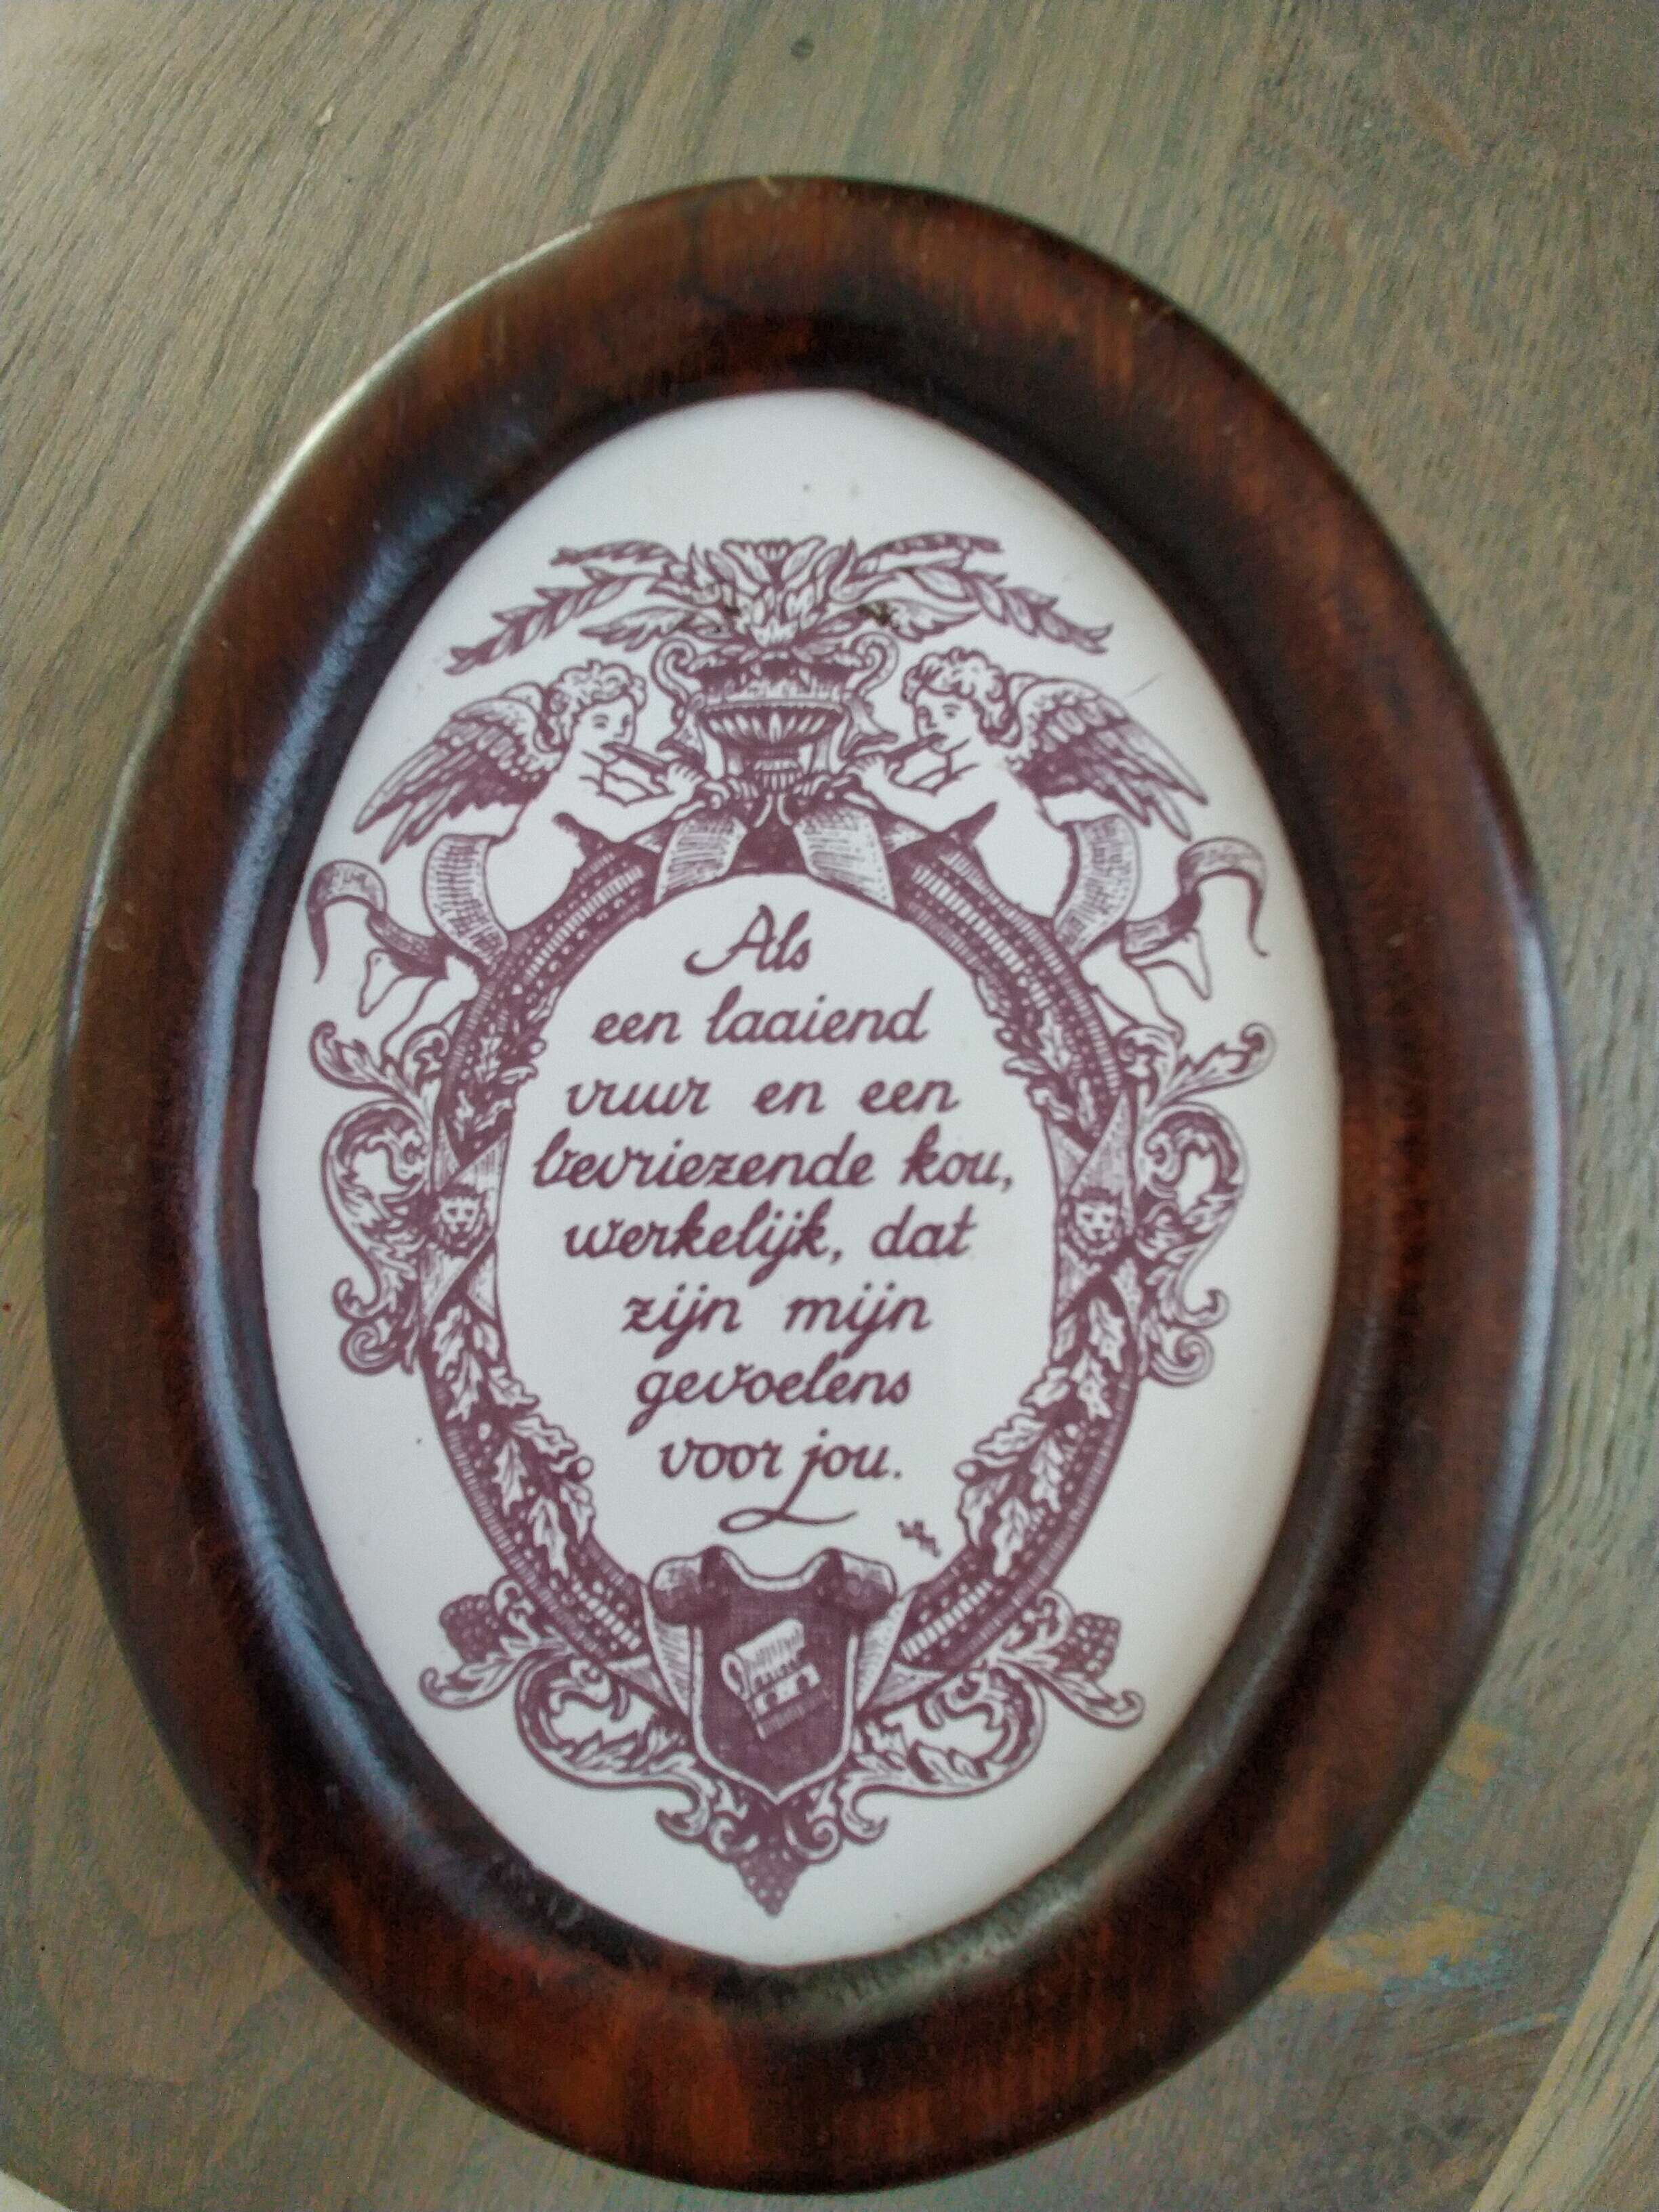 Als
een laaiend
vuur en een
bevriezende kou,
werkelijk, dat
zijn mijn
gevoelens
voor jou.